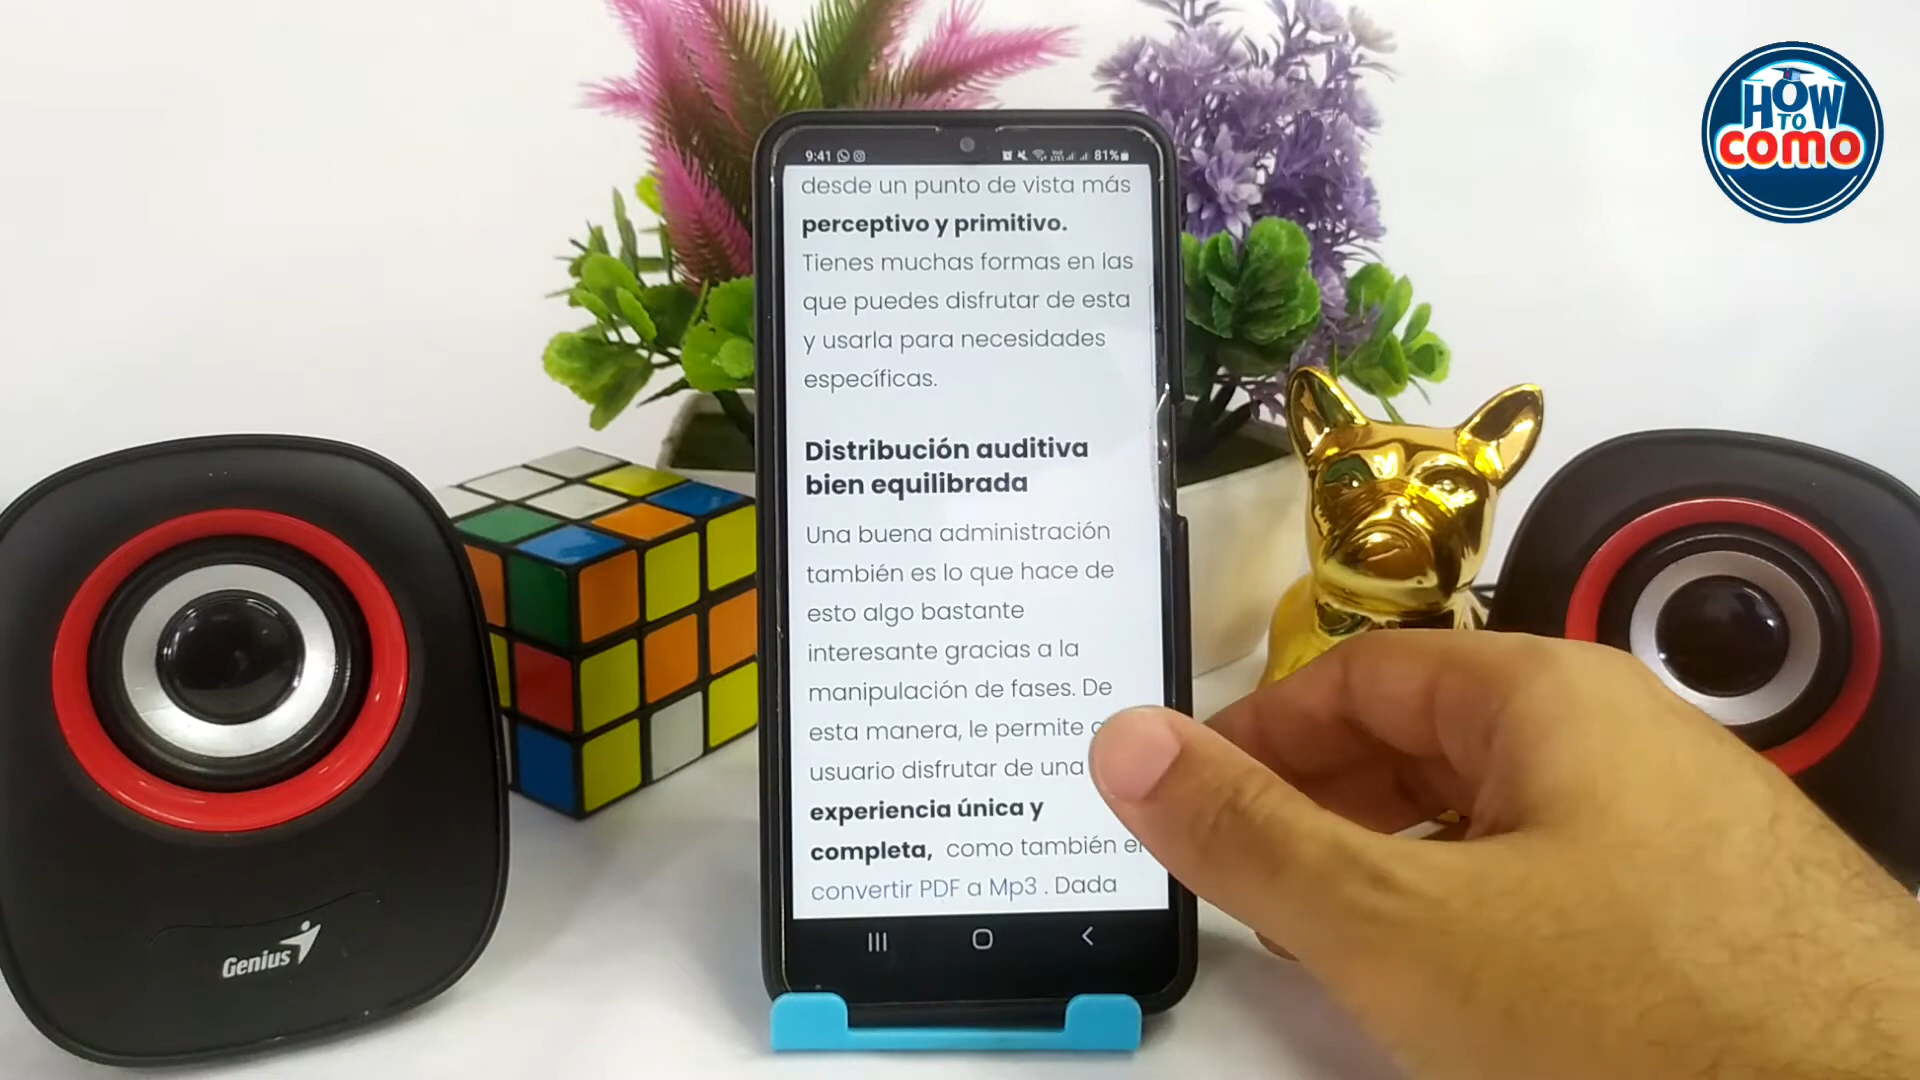 HOW
TO
COMO
9:41
81%
desde un punto de vista más
perceptivo y primitivo.
Tienes muchas formas en las
que puedes disfrutar de esta
y usarla para necesidades
específicas.
Distribución auditiva
bien equilibrada
Una buena administración
también es lo que hace de
esto algo bastante
interesante gracias a la
manipulación de fases. De
esta manera, le permite
usuario disfrutar de una
experiencia única y
completa, como también
convertir PDF a Mp3 . Dada
Genius